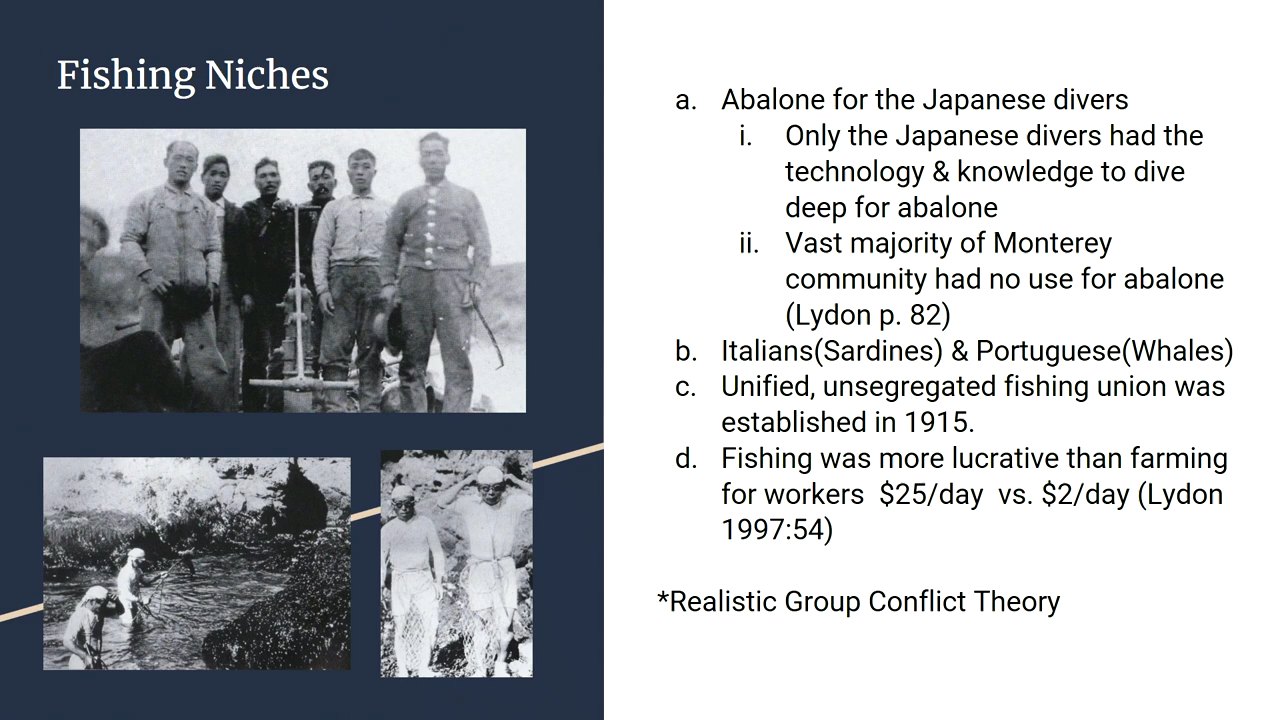 Fishing Niches
a. Abalone for the Japanese divers
i. Only the Japanese divers had the
technology & knowledge to dive
deep for abalone
ii. Vast majority of Monterey
community had no use for abalone
(Lydon p. 82)
b. Italians(Sardines) & Portuguese(Whales)
c. Unified, unsegregated fishing union was
established in 1915.
d. Fishing was more lucrative than farming
for workers $25/day vs. $2/day (Lydon
1997:54)
*Realistic Group Conflict Theory